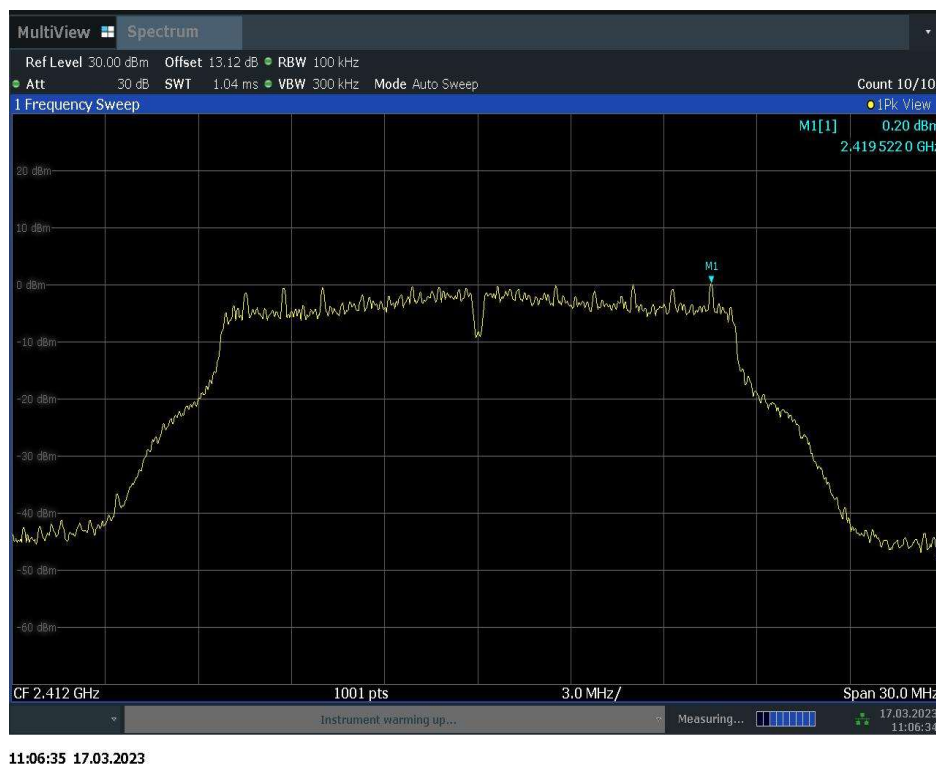 MultiView Spectrum
Ref Level 30.00 dBm Offset 13.12 dB RBW 100 kHz
Att 30 dB SWT 1.04 ms VBW 300 kHz Mode Auto Sweep Count 10/10
1 Frequency Sweep 1Pk View
M1[1] 0.20 dBm
2.419 522 0 GHz
20 dBm
10 dBm
M1
0 dBm
-10 dBm
-20 dBm
-30 dBm
-40 dBm
-50 dBm
-60 dBm
CF 2.412 GHz 1001 pts 3.0 MHz/ Span 30.0 MHz
Instrument warming up... Measuring... 17.03.2023
11:06:34
11:06:35 17.03.2023